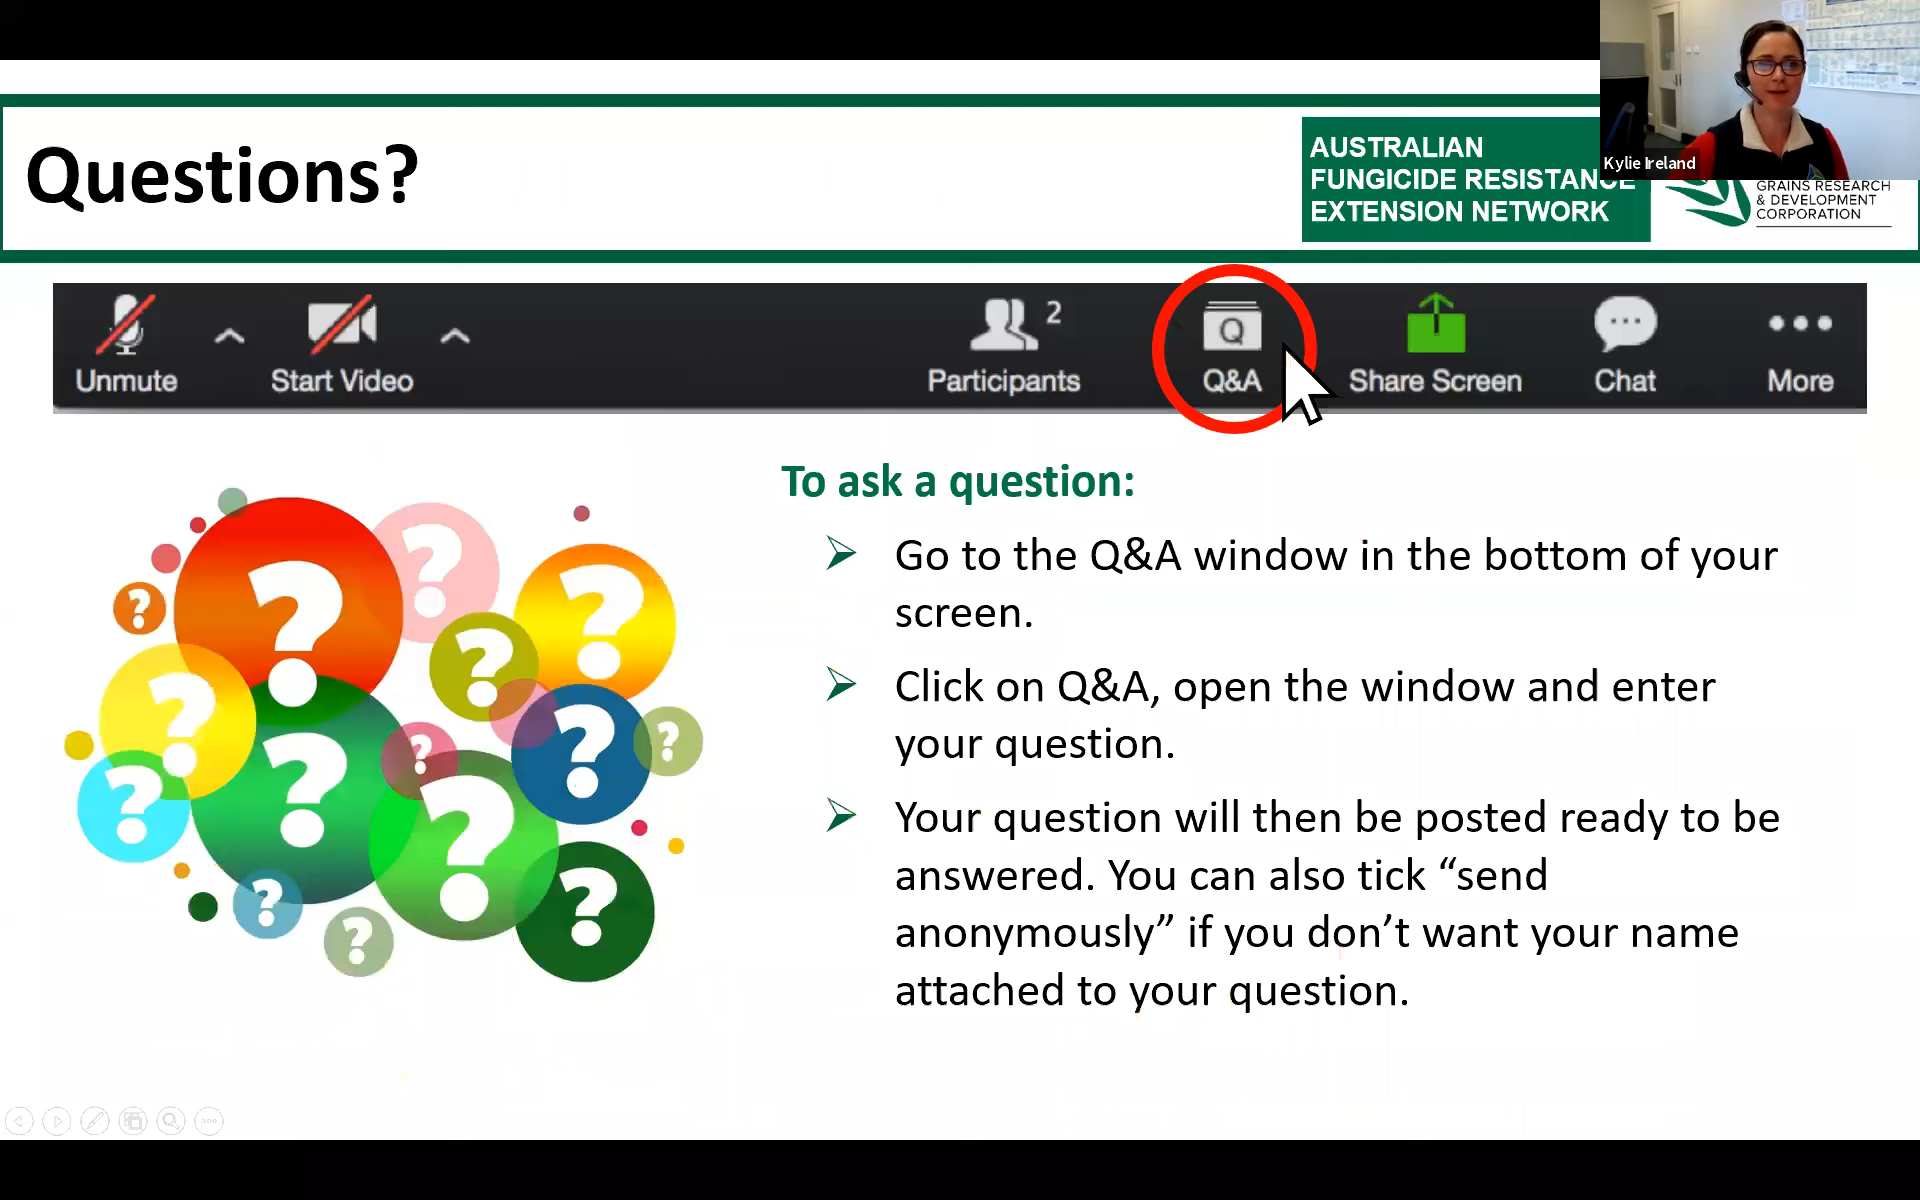 Questions?
AUSTRALIAN
FUNGICIDE RESISTANCE
EXTENSION NETWORK
Kylie Ireland
GRAINS RESEARCH
& DEVELOPMENT
CORPORATION
2
Q
Unmute
Start Video
Participants
Q&A
Share Screen
Chat
More
To ask a question:
Go to the Q&A window in the bottom of your
screen.
Click on Q&A, open the window and enter
your question.
Your question will then be posted ready to be
answered. You can also tick “send
anonymously” if you don’t want your name
attached to your question.
? ? ? ? ? ? ? ? ? ? ? ? ? ? ?